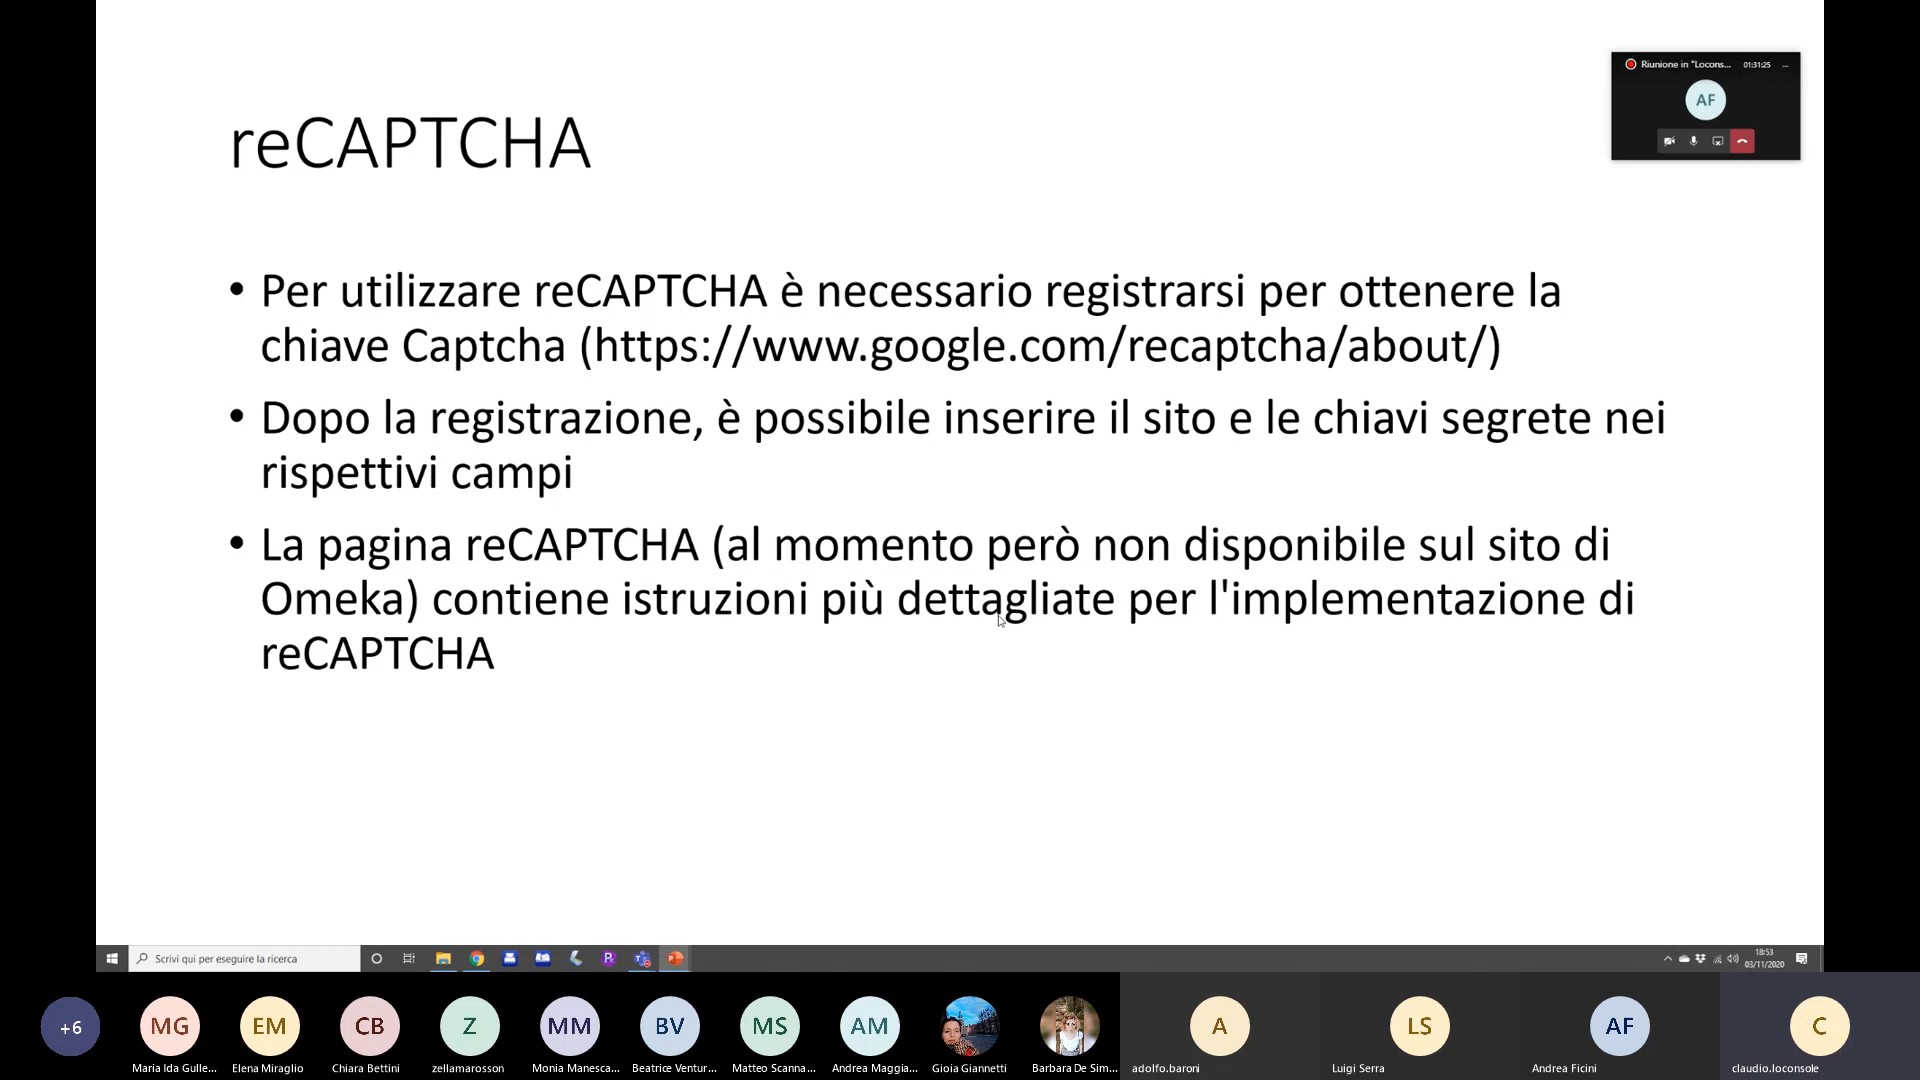 Riunione in "Locons... 01:31:25
AF
reCAPTCHA
• Per utilizzare reCAPTCHA è necessario registrarsi per ottenere la
chiave Captcha (https://www.google.com/recaptcha/about/)
• Dopo la registrazione, è possibile inserire il sito e le chiavi segrete nei
rispettivi campi
• La pagina reCAPTCHA (al momento però non disponibile sul sito di
Omeka) contiene istruzioni più dettagliate per l'implementazione di
reCAPTCHA
Scrivi qui per eseguire la ricerca
18:53
03/11/2020
+6 MG EM CB Z MM BV MS AM A LS AF C
Maria Ida Gulle... Elena Miraglio Chiara Bettini zellamarosson Monia Manesca... Beatrice Ventur... Matteo Scanna... Andrea Maggia... Gioia Giannetti Barbara De Sim... adolfo.baroni Luigi Serra Andrea Ficini claudio.loconsole